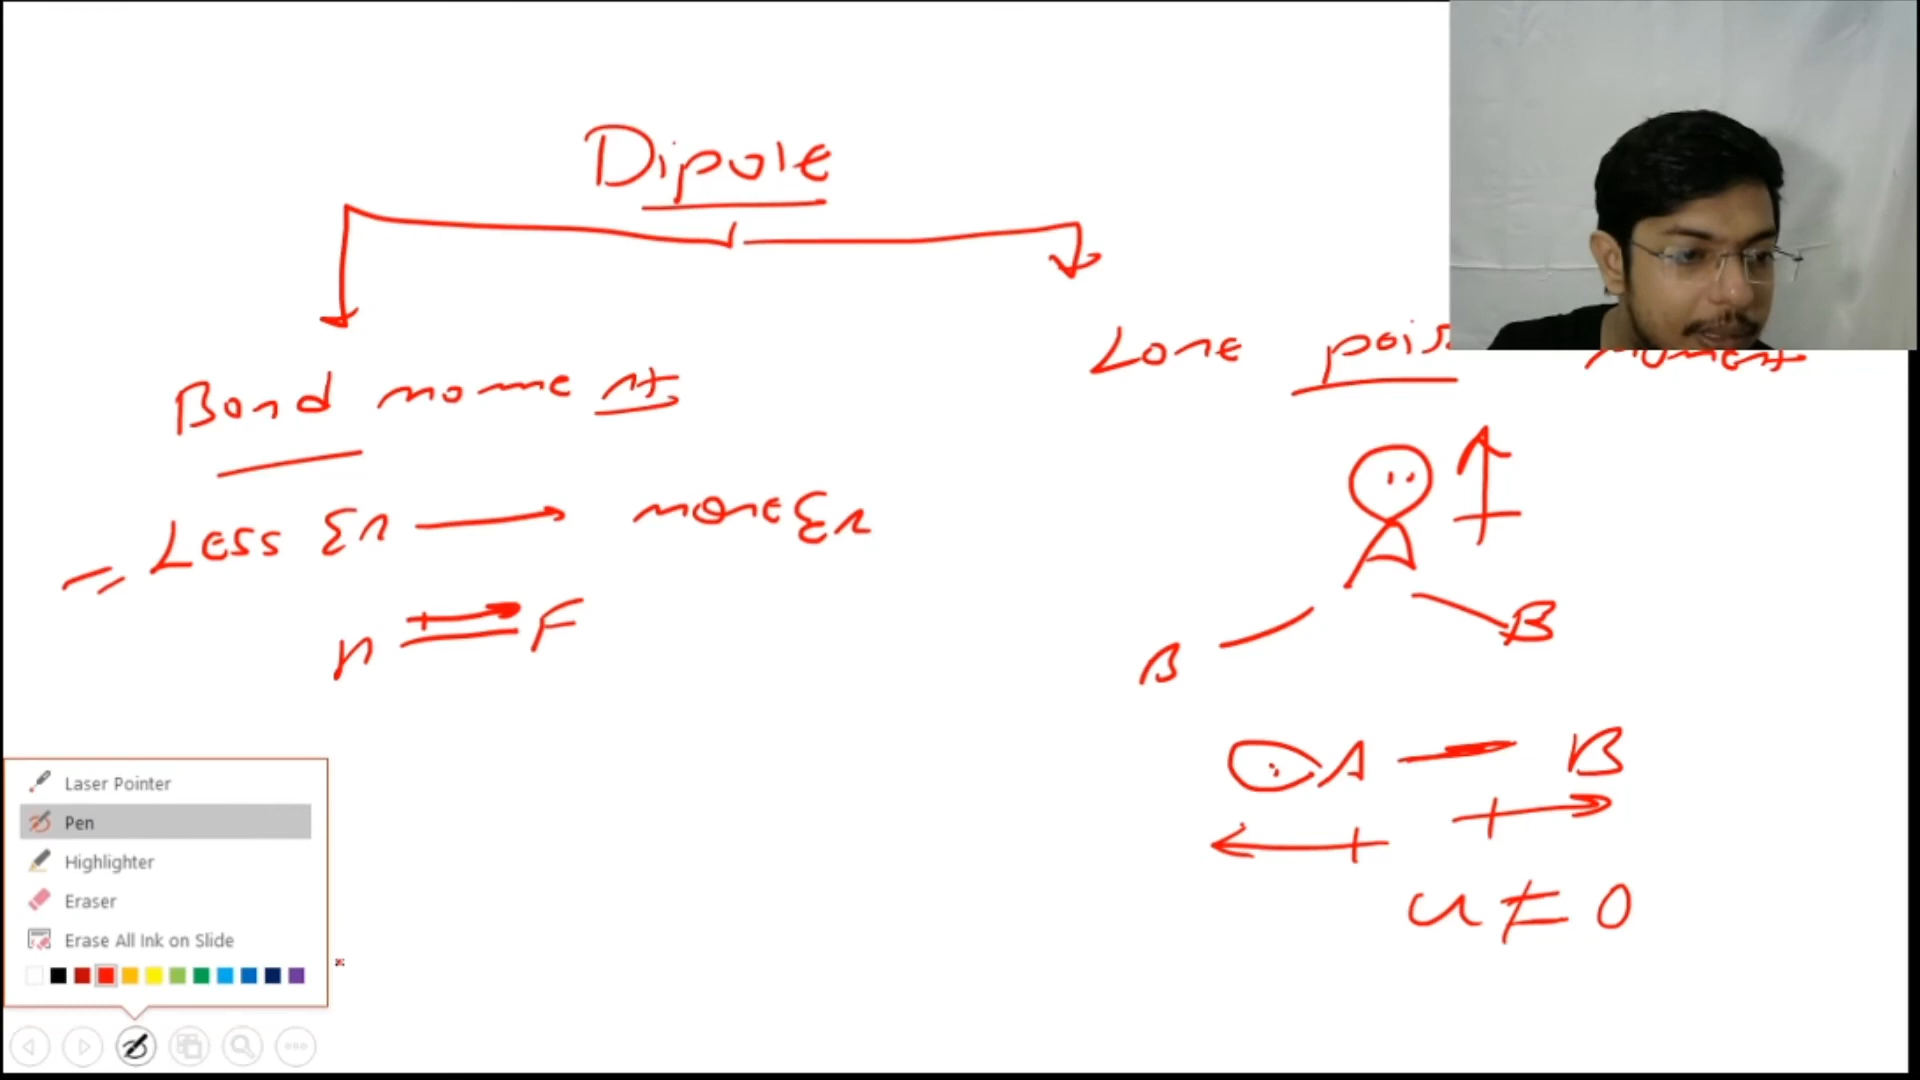 Dipole
Bond moment
Lone pair moment
Less En → more En
H F
B B
A B
u ≠ 0
Laser Pointer
Pen
Highlighter
Eraser
Erase All Ink on Slide